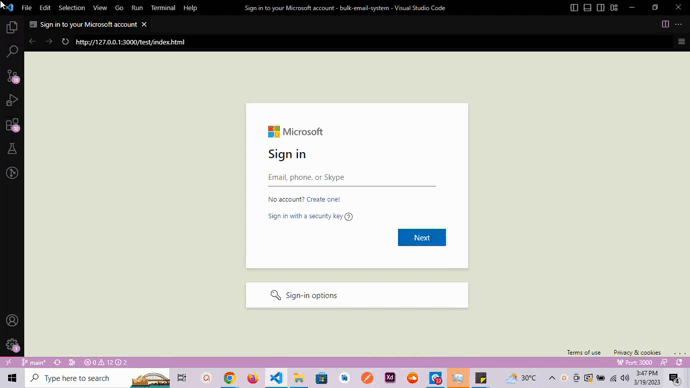 File Edit Selection View Go Run Terminal Help
Sign in to your Microsoft account - bulk-email-system - Visual Studio Code
Sign in to your Microsoft account
http://127.0.0.1:3000/test/index.html
Microsoft
Sign in
Email, phone, or Skype
No account? Create one!
Sign in with a security key ?
Next
Sign-in options
Terms of use Privacy & cookies ...
main* 0 12 2 Port: 3000
Type here to search
30°C
3:47 PM
3/19/2023